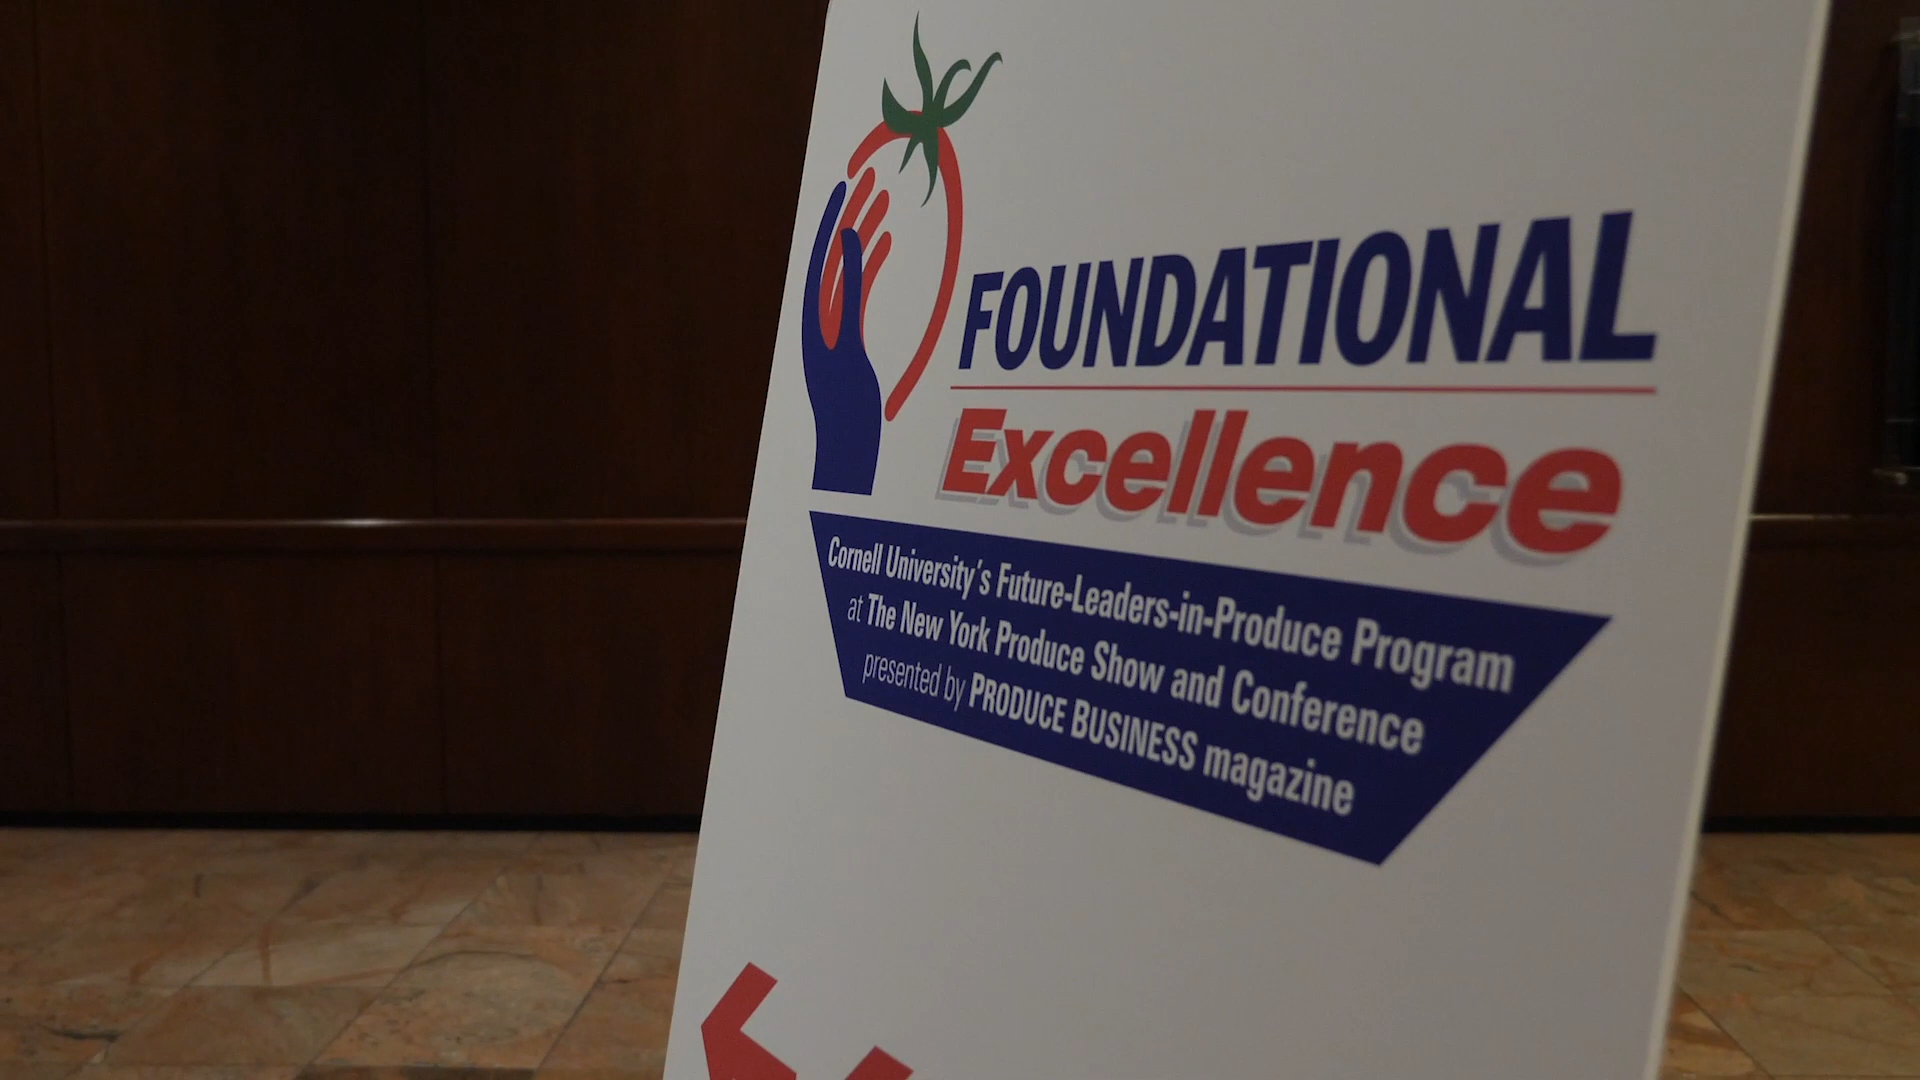 FOUNDATIONAL
Excellence
Cornell University's Future-Leaders-in-Produce Program
at The New York Produce Show and Conference
presented by PRODUCE BUSINESS magazine